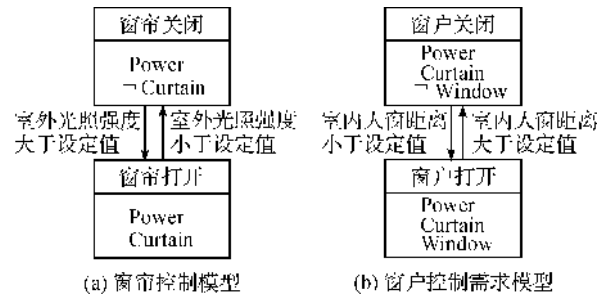 窗帘关闭
Power
¬ Curtain
室外光照强度
大于设定值
室外光照强度
小于设定值
窗帘打开
Power
Curtain
(a) 窗帘控制模型
窗户关闭
Power
Curtain
¬ Window
室内人窗距离
小于设定值
室内人窗距离
大于设定值
窗户打开
Power
Curtain
Window
(b) 窗户控制需求模型